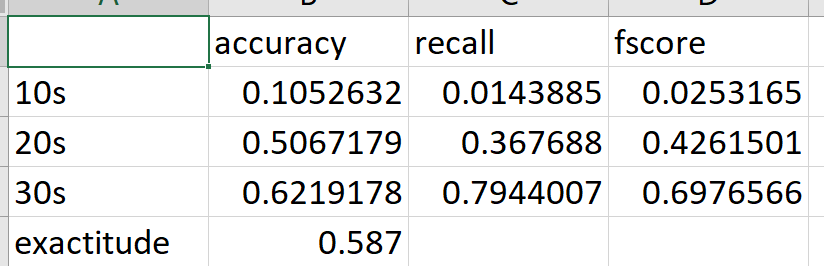 accuracy recall fscore
10s 0.1052632 0.0143885 0.0253165
20s 0.5067179 0.367688 0.4261501
30s 0.6219178 0.7944007 0.6976566
exactitude 0.587